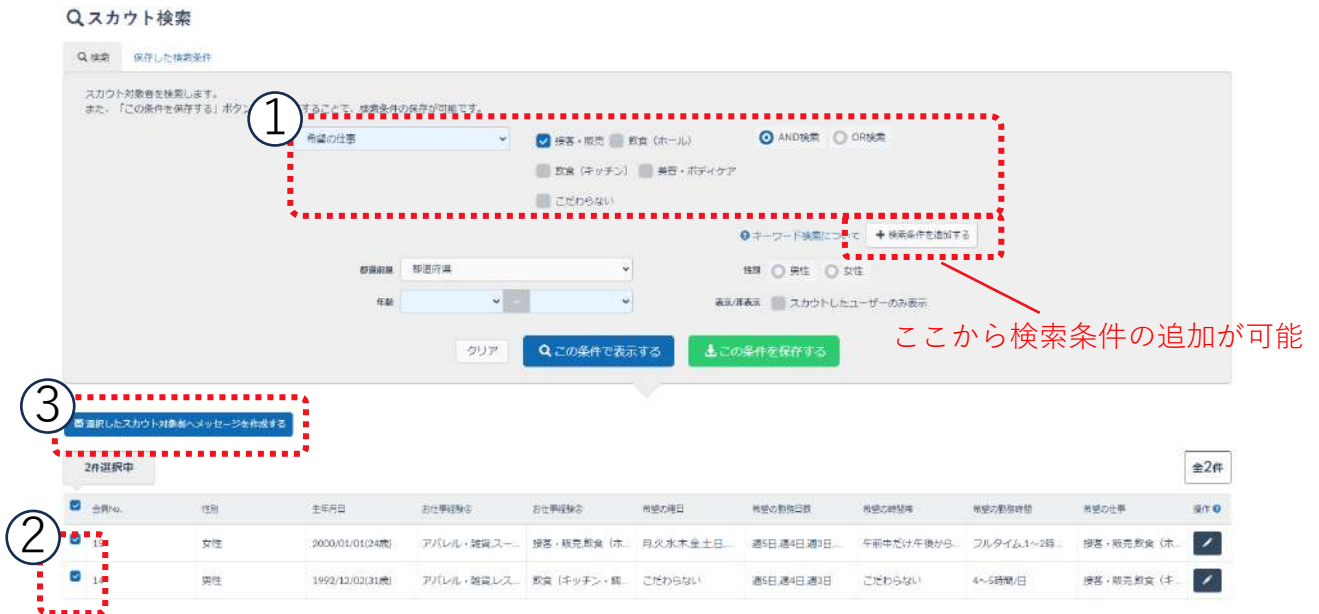 スカウト検索
検索 保存した検索条件
スカウト対象者を検索します。
また、「この条件を保存する」ボタン することで、検索条件の保存が可能です。
①
希望の仕事 接客・販売 飲食（ホール） AND検索 OR検索
飲食（キッチン） 美容・ボディケア
こだわらない
キーワード検索について + 検索条件を追加する
都道府県 都道府県 性別 男性 女性
年齢 - 表示/非表示 スカウトしたユーザーのみ表示
ここから検索条件の追加が可能
クリア この条件で表示する この条件を保存する
③
選択したスカウト対象者へメッセージを作成する
2件選択中 全2件
会員No. 性別 生年月日 お仕事経験① お仕事経験② 希望の曜日 希望の勤務日数 希望の時間帯 希望の勤務時間 希望の仕事 操作
②
19 女性 2000/01/01(24歳) アパレル・雑貨,スー... 接客・販売,飲食（ホ... 月,火,水,木,金,土,日,... 週5日,週4日,週3日,... 午前中だけ,午後から... フルタイム,1~2時... 接客・販売,飲食（ホ...
14 男性 1992/12/02(31歳) アパレル・雑貨,レス... 飲食（キッチン・調... こだわらない 週5日,週4日,週3日 こだわらない 4~5時間/日 接客・販売,飲食（キ...